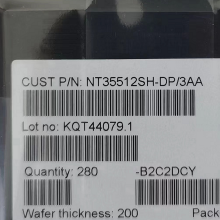 CUST P/N: NT35512SH-DP/3AA
Lot no: KQT44079.1
Quantity: 280 -B2C2DCY
Wafer thickness: 200 Pack